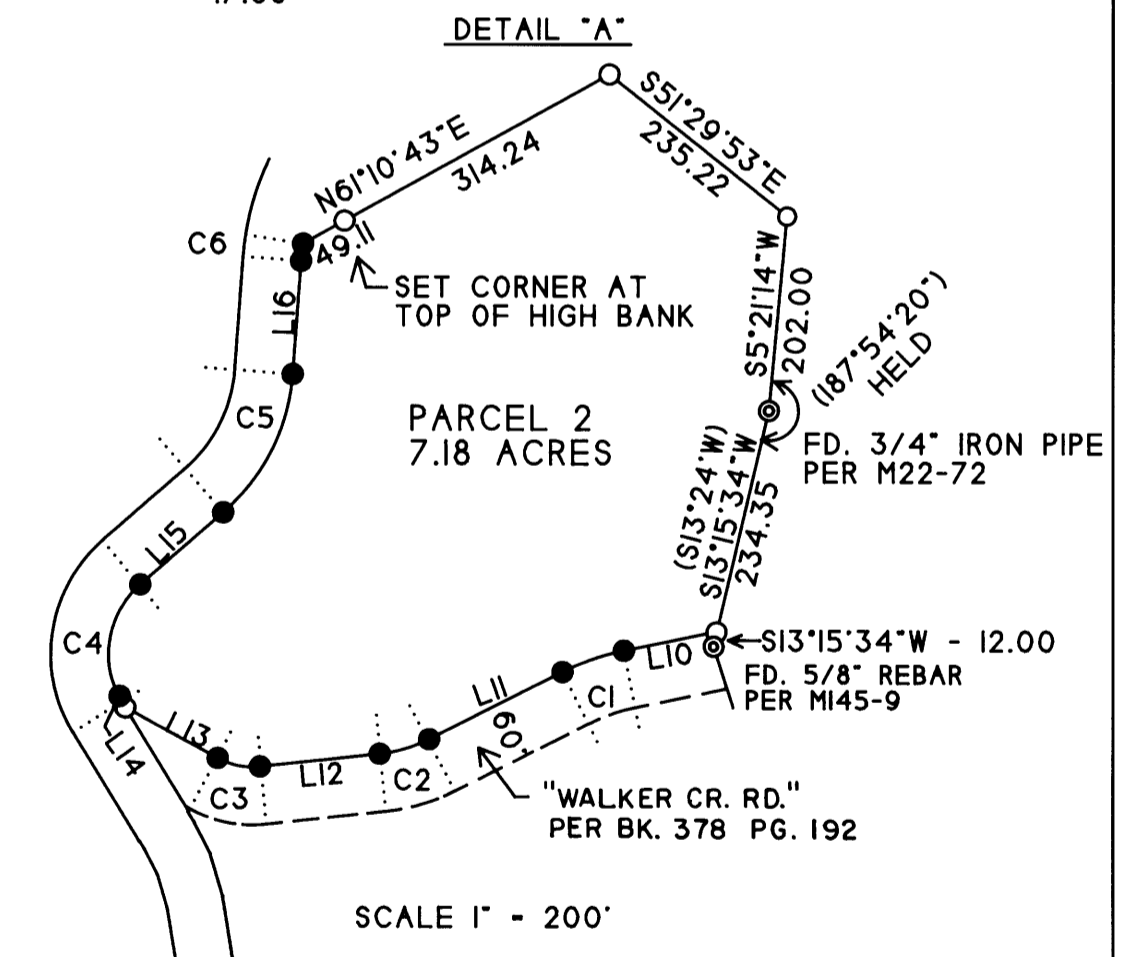 DETAIL "A"
N61°10'43"E
314.24
S51°29'53"E
235.22
C6
49.11
SET CORNER AT
TOP OF HIGH BANK
L16
S5°21'14"W
202.00
(187°54'20")
HELD
C5
PARCEL 2
7.18 ACRES
FD. 3/4" IRON PIPE
PER M22-72
(S13°24'W)
S13°15'34"W
234.35
L15
C4
S13°15'34"W - 12.00
L10
FD. 5/8" REBAR
PER M145-9
L11
C1
60'
L13
L14
L12
C2
C3
"WALKER CR. RD."
PER BK. 378 PG. 192
SCALE 1" - 200'